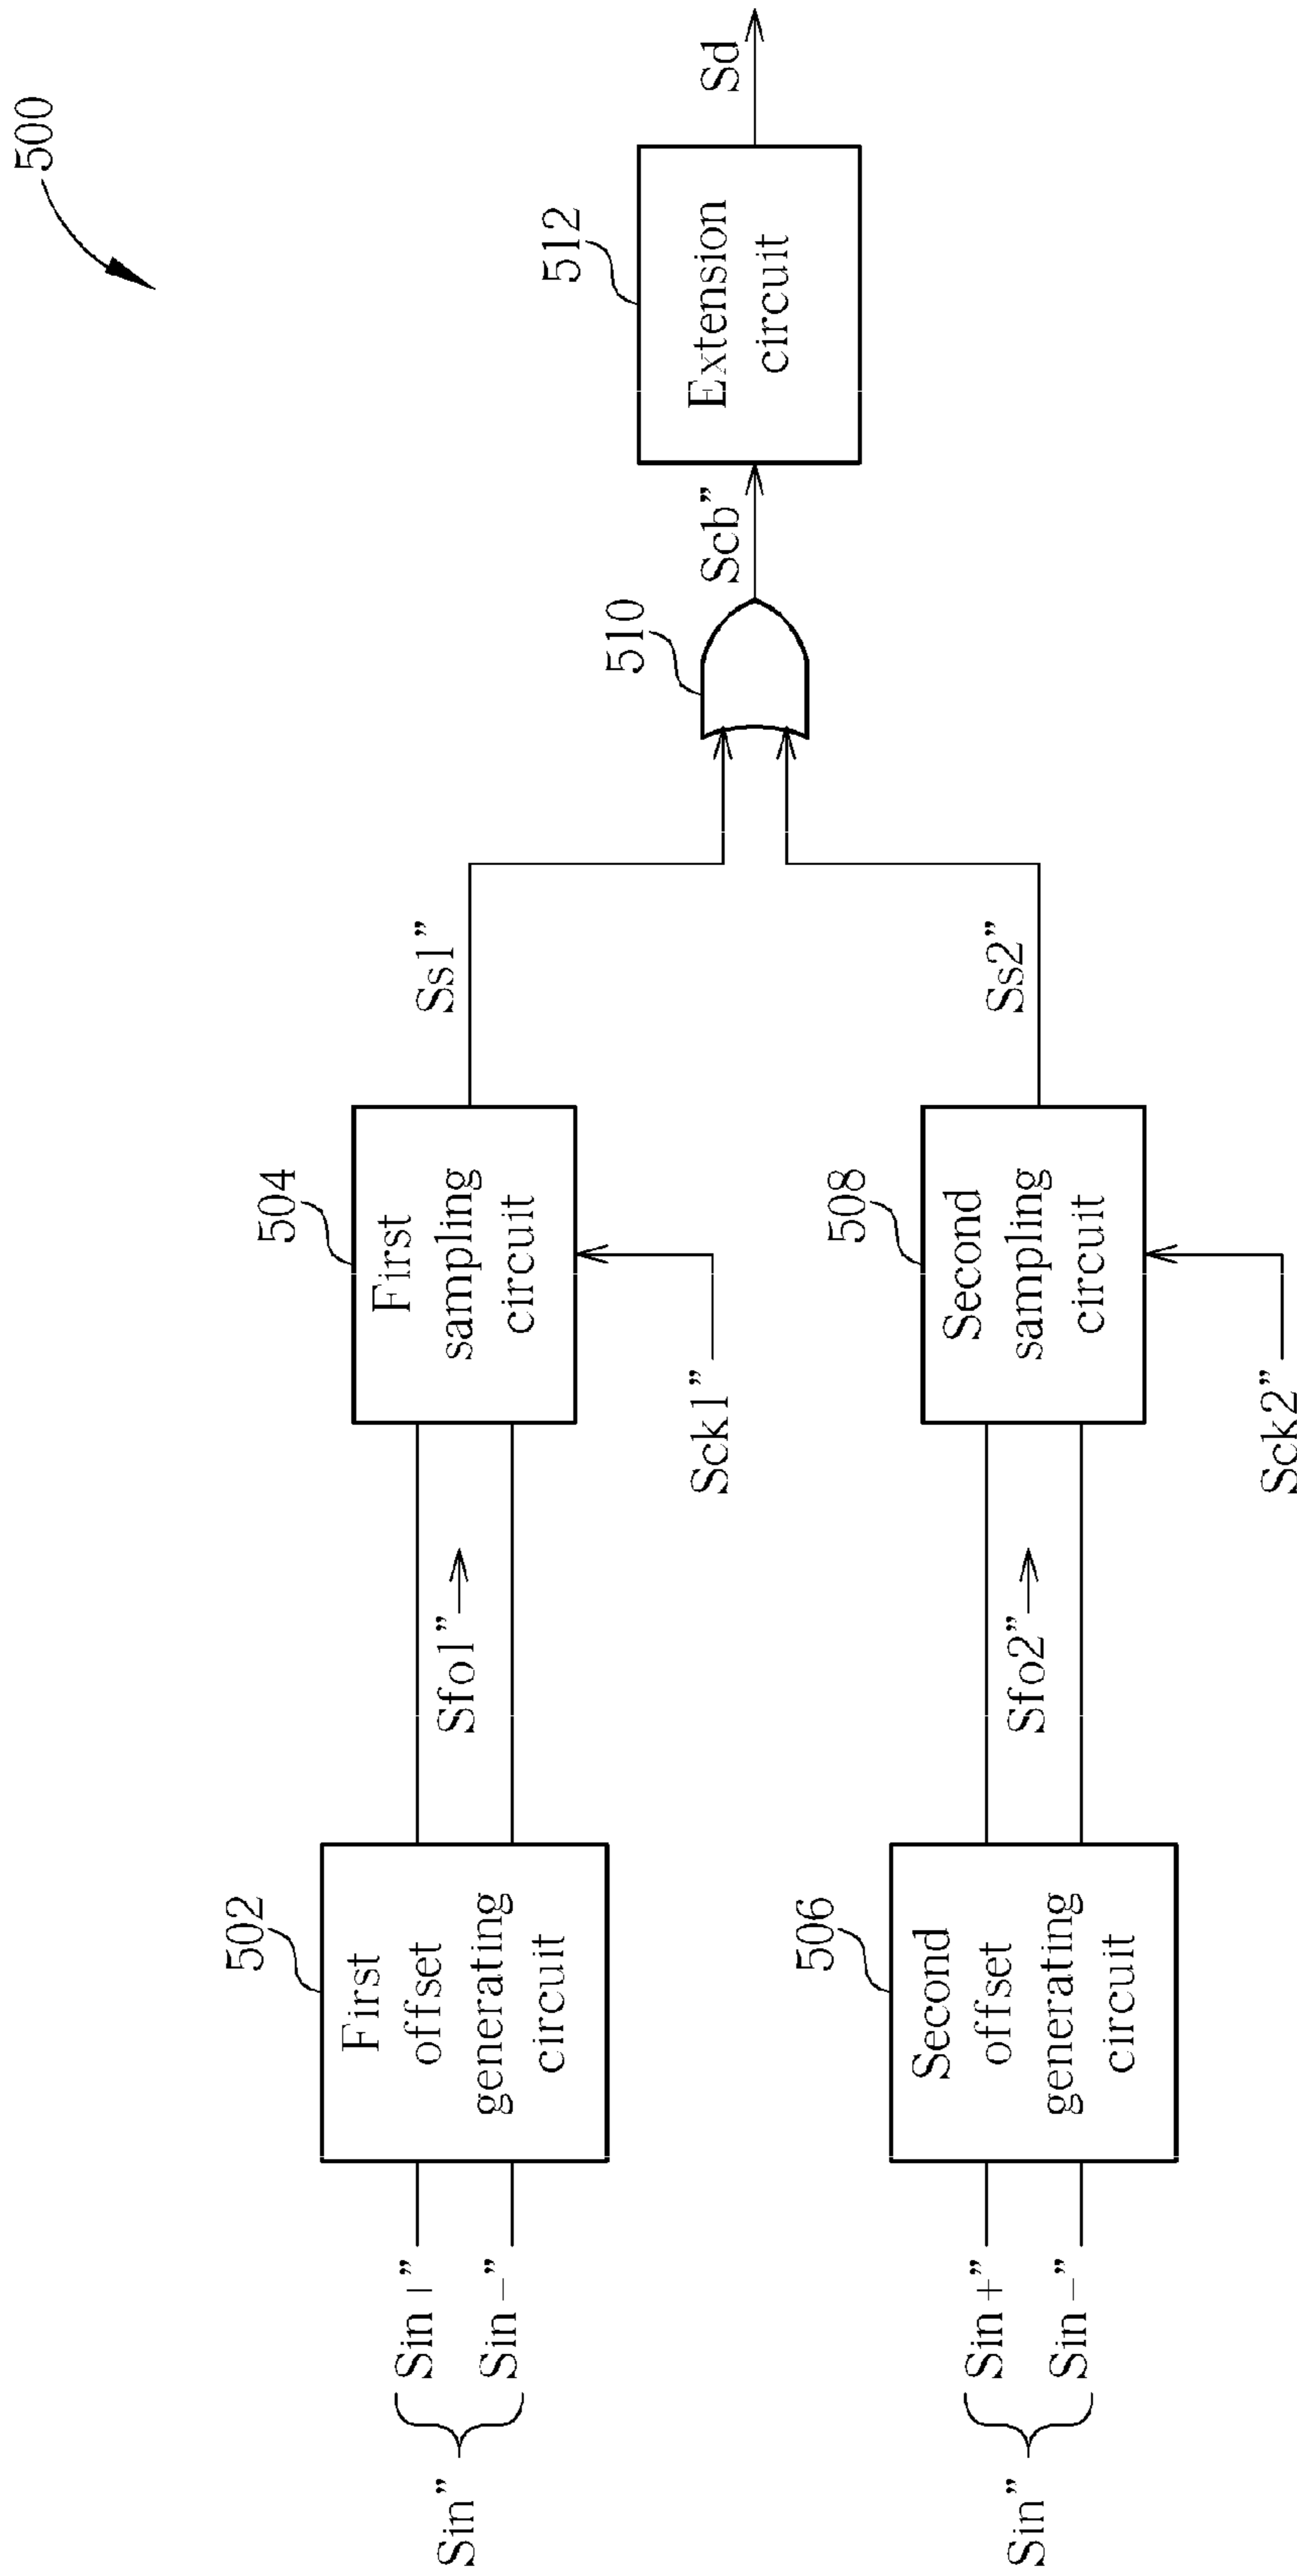 500
502
First
offset
generating
circuit
Sin"
Sin+"
Sin-"
Sfo1"
504
First
sampling
circuit
Sck1"
Ss1"
506
Second
offset
generating
circuit
Sin"
Sin+"
Sin-"
Sfo2"
508
Second
sampling
circuit
Sck2"
Ss2"
510
Scb"
512
Extension
circuit
Sd